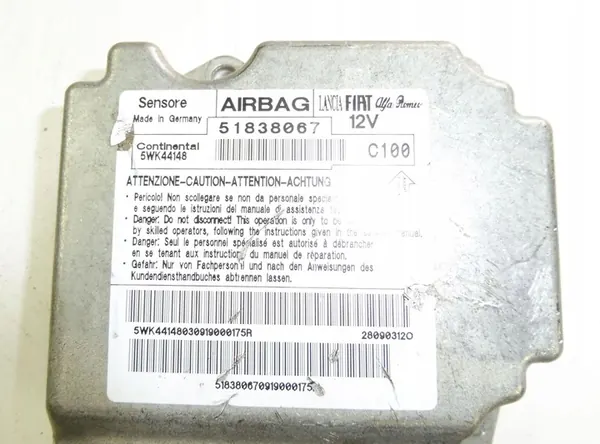 Sensore AIRBAG LANCIA FIAT Alfa Romeo
Made in Germany 51838067 12V
Continental
5WK44148 C100
ATTENZIONE-CAUTION-ATTENTION-ACHTUNG
• Pericolo! Non scollegare se non da personale
e seguendo le istruzioni del manuale d'assistenza
• Danger: Do not disconnect! This operation is only to be
by skilled operators, following the instructions given in the
• Danger: Seul le personnel spécialisé est autorisé à débrancher
en se tenant aux instruction du manuel de réparation.
• Gefahr: Nur von Fachpersonal und nach den Anweisungen des
Kundendiensthandbuches abtrennen lassen.
5WK44148030919000175R 280903120
518380670919000175